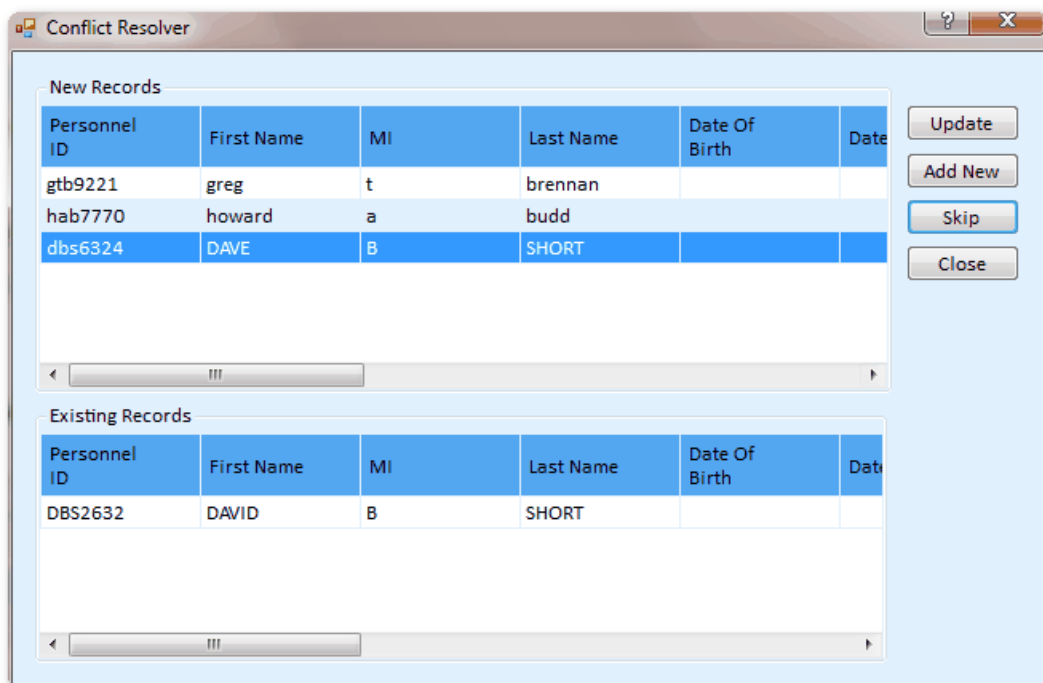 Conflict Resolver
New Records
Personnel ID First Name MI Last Name Date Of Birth Date
gtb9221 greg t brennan
hab7770 howard a budd
dbs6324 DAVE B SHORT
Update
Add New
Skip
Close
Existing Records
Personnel ID First Name MI Last Name Date Of Birth Date
DBS2632 DAVID B SHORT